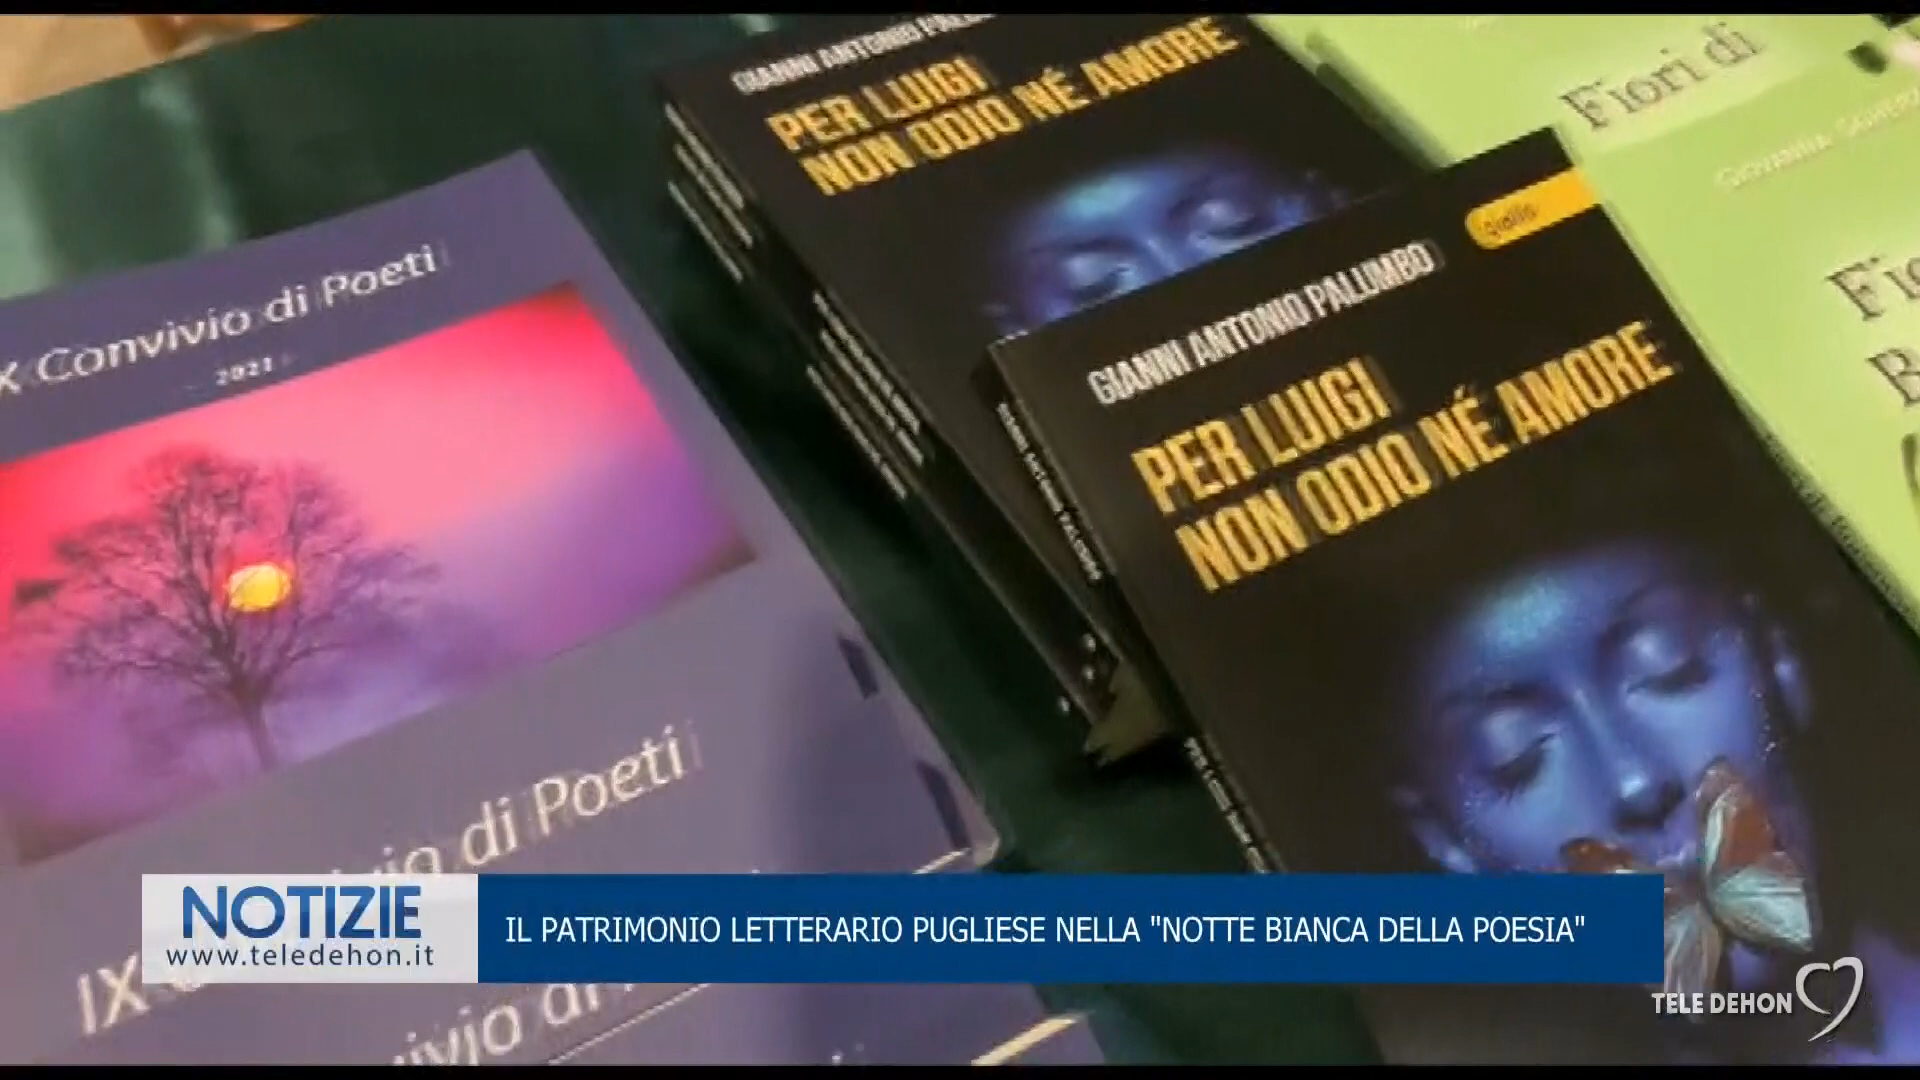 IX Convivio di Poeti
2021
GIANNI ANTONIO
PER LUIGI
NON ODIO NÉ AMORE
Fiori di
GIOVANNA
giallo
GIANNI ANTONIO PALUMBO
PER LUIGI
NON ODIO NÉ AMORE
di Poeti
IX
NOTIZIE
www.teledehon.it
IL PATRIMONIO LETTERARIO PUGLIESE NELLA "NOTTE BIANCA DELLA POESIA"
TELE DEHON